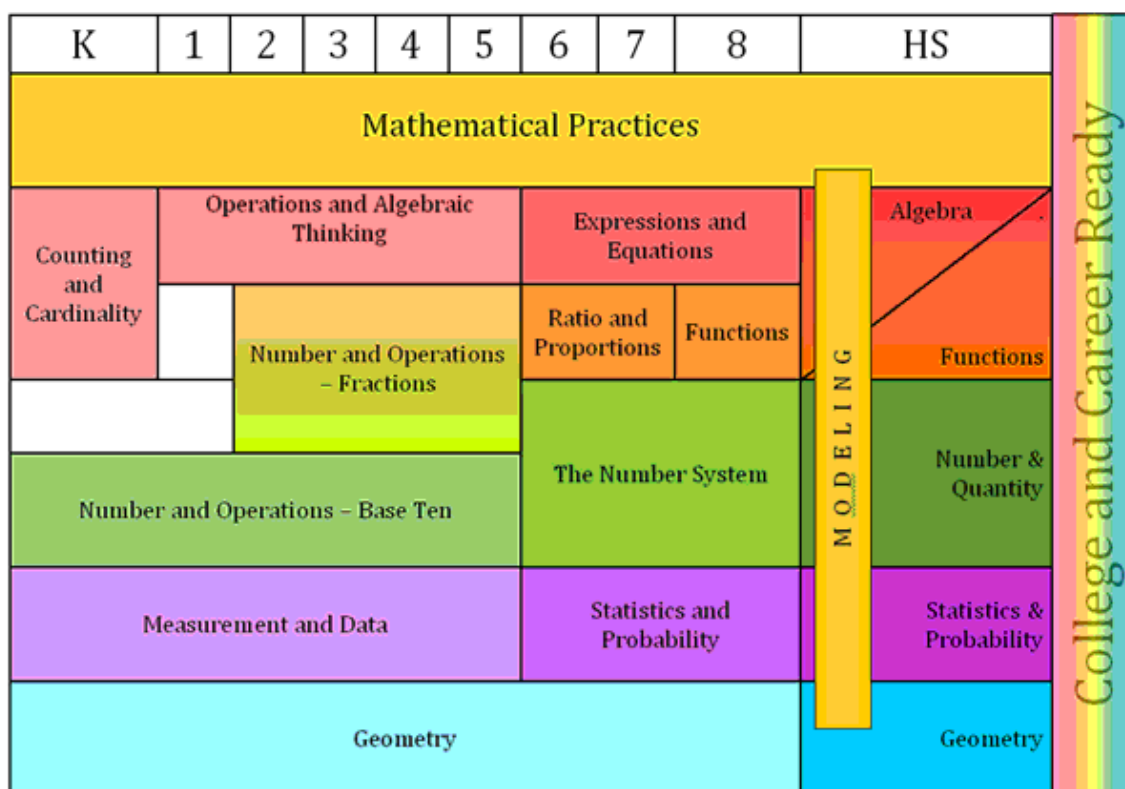 K 1 2 3 4 5 6 7 8 HS
Mathematical Practices
Counting
and
Cardinality
Operations and Algebraic
Thinking
Expressions and
Equations
Algebra
Number and Operations
– Fractions
Ratio and
Proportions
Functions
Functions
Number and Operations – Base Ten
The Number System
Number &
Quantity
Measurement and Data
Statistics and
Probability
Statistics &
Probability
Geometry
Geometry
MODELING
College and Career Ready